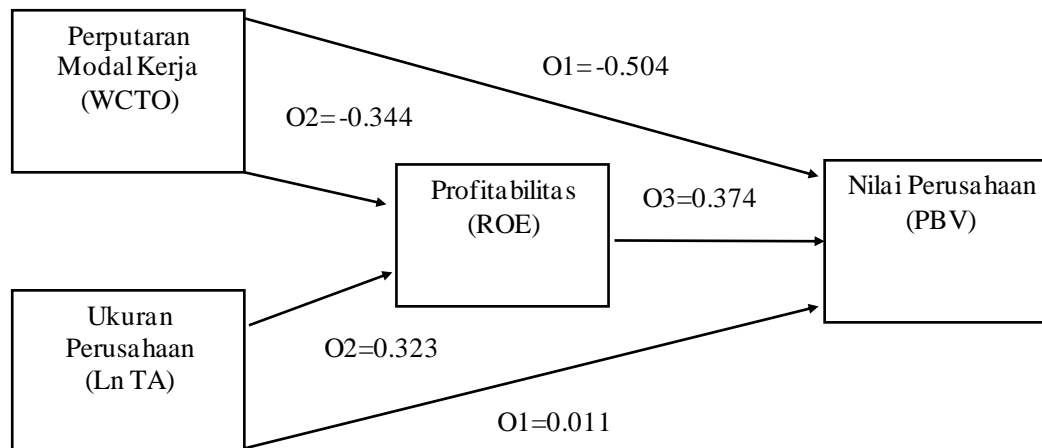 Perputaran
Modal Kerja
(WCTO)
O1=-0.504
O2=-0.344
Profitabilitas
(ROE)
O3=0.374
Nilai Perusahaan
(PBV)
Ukuran
Perusahaan
(Ln TA)
O2=0.323
O1=0.011